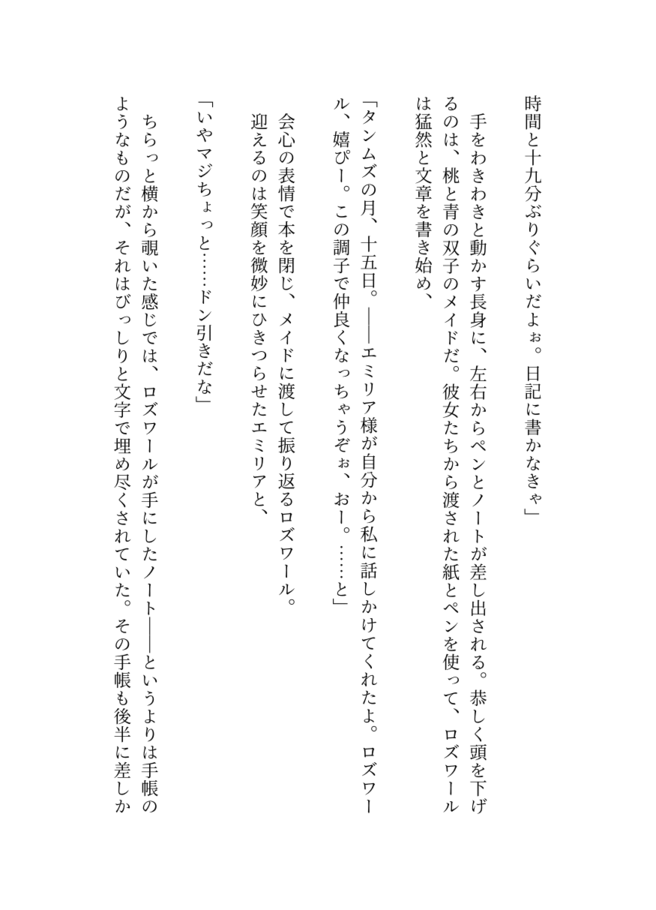 時間と十九分ぶりぐらいだよぉ。日記に書かなきゃ」
　手をわきわきと動かす長身に、左右からペンとノートが差し出される。恭しく頭を下げ
るのは、桃と青の双子のメイドだ。彼女たちから渡された紙とペンを使って、ロズワール
は猛然と文章を書き始め、
「タンムズの月、十五日。――エミリア様が自分から私に話しかけてくれたよ。ロズワー
ル、嬉ぴー。この調子で仲良くなっちゃうぞぉ、おー。……と」
　会心の表情で本を閉じ、メイドに渡して振り返るロズワール。
　迎えるのは笑顔を微妙にひきつらせたエミリアと、
「いやマジちょっと……ドン引きだな」
　ちらっと横から覗いた感じでは、ロズワールが手にしたノート――というよりは手帳の
ようなものだが、それはびっしりと文字で埋め尽くされていた。その手帳も後半に差しか